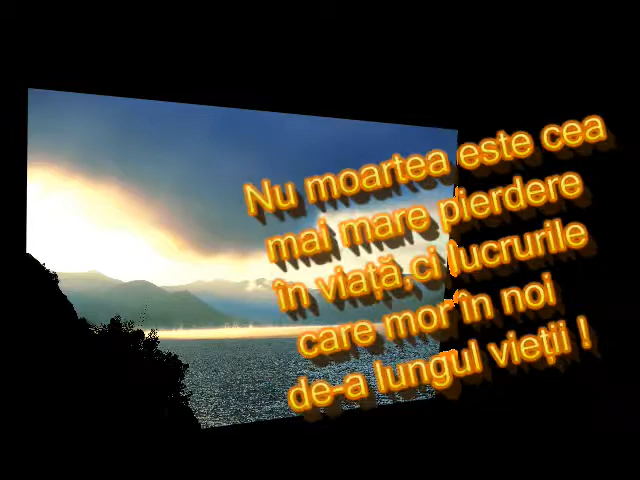 Nu moartea este cea
mai mare pierdere
în viață,ci lucrurile
care mor în noi
de-a lungul vieții !